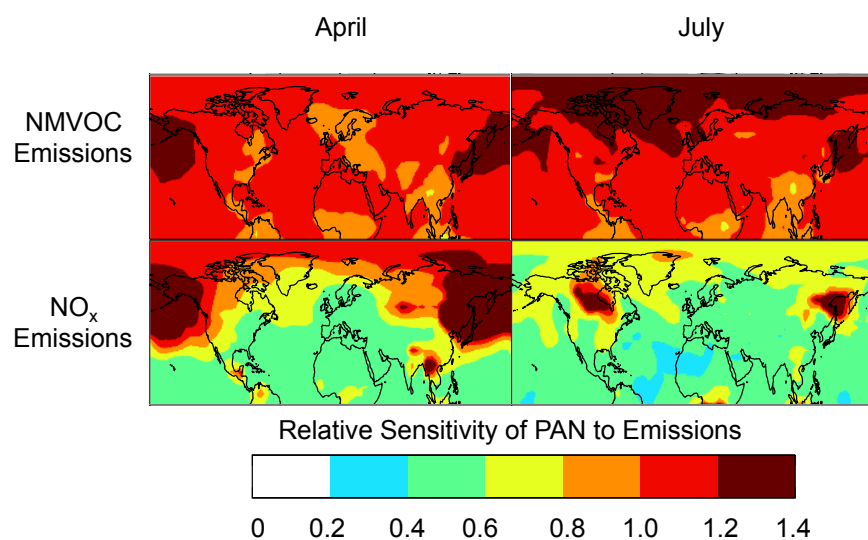 April July
NMVOC
Emissions
NOx
Emissions
Relative Sensitivity of PAN to Emissions
0 0.2 0.4 0.6 0.8 1.0 1.2 1.4